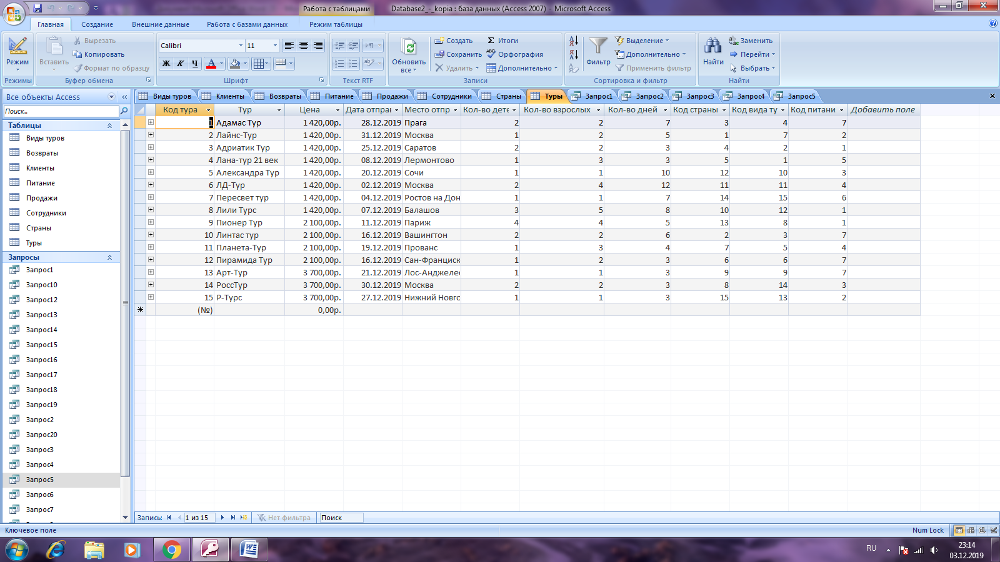 Работа с таблицами
Database2_-_kopia : база данных (Access 2007) - Microsoft Access
Главная Создание Внешние данные Работа с базами данных Режим таблицы
Режим Вставить Вырезать Calibri 11 Обновить все Создать Итоги Фильтр Выделение Найти Заменить
Копировать Сохранить Орфография Дополнительно Перейти
Формат по образцу Ж К Ч А Удалить Дополнительно Применить фильтр Выбрать
Режимы Буфер обмена Шрифт Текст RTF Записи Сортировка и фильтр Найти
Все объекты Access
Поиск...
Таблицы
Виды туров
Возвраты
Клиенты
Питание
Продажи
Сотрудники
Страны
Туры
Запросы
Запрос1
Запрос10
Запрос12
Запрос13
Запрос14
Запрос15
Запрос16
Запрос17
Запрос18
Запрос19
Запрос2
Запрос20
Запрос3
Запрос4
Запрос5
Запрос6
Запрос7
Виды туров Клиенты Возвраты Питание Продажи Сотрудники Страны Туры Запрос1 Запрос2 Запрос3 Запрос4 Запрос5
Код тура Тур Цена Дата отправ Место отпр Кол-во дете Кол-во взрослых Кол-во дней Код страны Код вида ту Код питани Добавить поле
1 Адамас Тур 1 420,00р. 28.12.2019 Прага 2 2 7 3 4 7
2 Лайнс-Тур 1 420,00р. 31.12.2019 Москва 1 2 5 1 7 2
3 Адриатик Тур 1 420,00р. 25.12.2019 Саратов 2 2 3 4 2 1
4 Лана-тур 21 век 1 420,00р. 08.12.2019 Лермонтово 1 3 3 5 1 5
5 Александра Тур 1 420,00р. 20.12.2019 Сочи 1 1 10 12 10 3
6 ЛД-Тур 1 420,00р. 02.12.2019 Москва 2 4 12 11 11 4
7 Пересвет тур 1 420,00р. 04.12.2019 Ростов на Дон 1 1 7 14 15 6
8 Лили Турс 1 420,00р. 07.12.2019 Балашов 3 5 8 10 12 1
9 Пионер Тур 2 100,00р. 11.12.2019 Париж 4 4 5 13 8 1
10 Линтас тур 2 100,00р. 16.12.2019 Вашингтон 2 2 6 2 3 7
11 Планета-Тур 2 100,00р. 19.12.2019 Прованс 1 3 4 7 5 4
12 Пирамида Тур 2 100,00р. 16.12.2019 Сан-Франциск 1 2 3 6 6 7
13 Арт-Тур 3 700,00р. 21.12.2019 Лос-Анджелес 1 1 3 9 9 7
14 РоссТур 3 700,00р. 30.12.2019 Москва 2 2 3 8 14 3
15 Р-Турс 3 700,00р. 27.12.2019 Нижний Новго 1 1 3 15 13 2
(№) 0,00р.
Запись: 1 из 15 Нет фильтра Поиск
Ключевое поле Num Lock
RU 23:14
03.12.2019